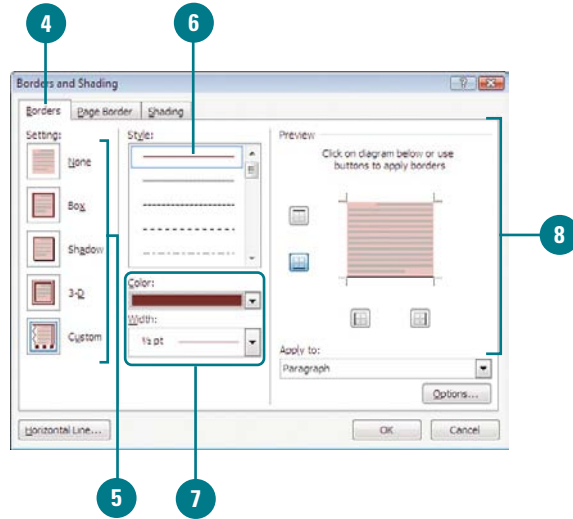 4
6
Borders and Shading
Borders
Page Border
Shading
Setting:
None
Box
Shadow
3-D
Custom
Style:
Color:
Width:
½ pt
Preview
Click on diagram below or use
buttons to apply borders
Apply to:
Paragraph
Options...
Horizontal Line...
OK
Cancel
8
5
7